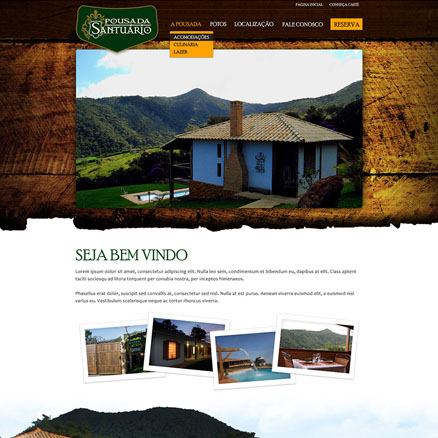 PAGINA INICIAL CONHEÇA CAETÉ
POUSADA
SANTUÁRIO
A POUSADA FOTOS LOCALIZAÇÃO FALE CONOSCO RESERVA
ACOMODAÇÕES
CULINÁRIA
LAZER
SEJA BEM VINDO
Lorem ipsum dolor sit amet, consectetur adipiscing elit. Nulla leo sem, condimentum et bibendum eu, dapibus at elit. Class aptent
taciti sociosqu ad litora torquent per conubia nostra, per inceptos himenaeos.
Phasellus erat dolor, suscipit sed convallis at, consectetur sed nisl. Nulla at est purus. Aenean viverra euismod elit, a euismod nisl
varius eu. Vestibulum scelerisque neque ac tortor rhoncus viverra.